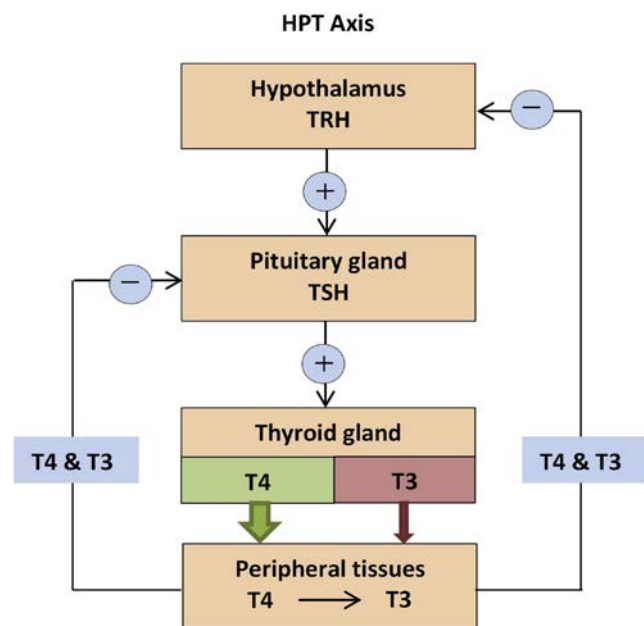 HPT Axis
Hypothalamus
TRH
−
+
Pituitary gland
TSH
−
+
Thyroid gland
T4 & T3
T4 & T3
T4
T3
Peripheral tissues
T4 T3